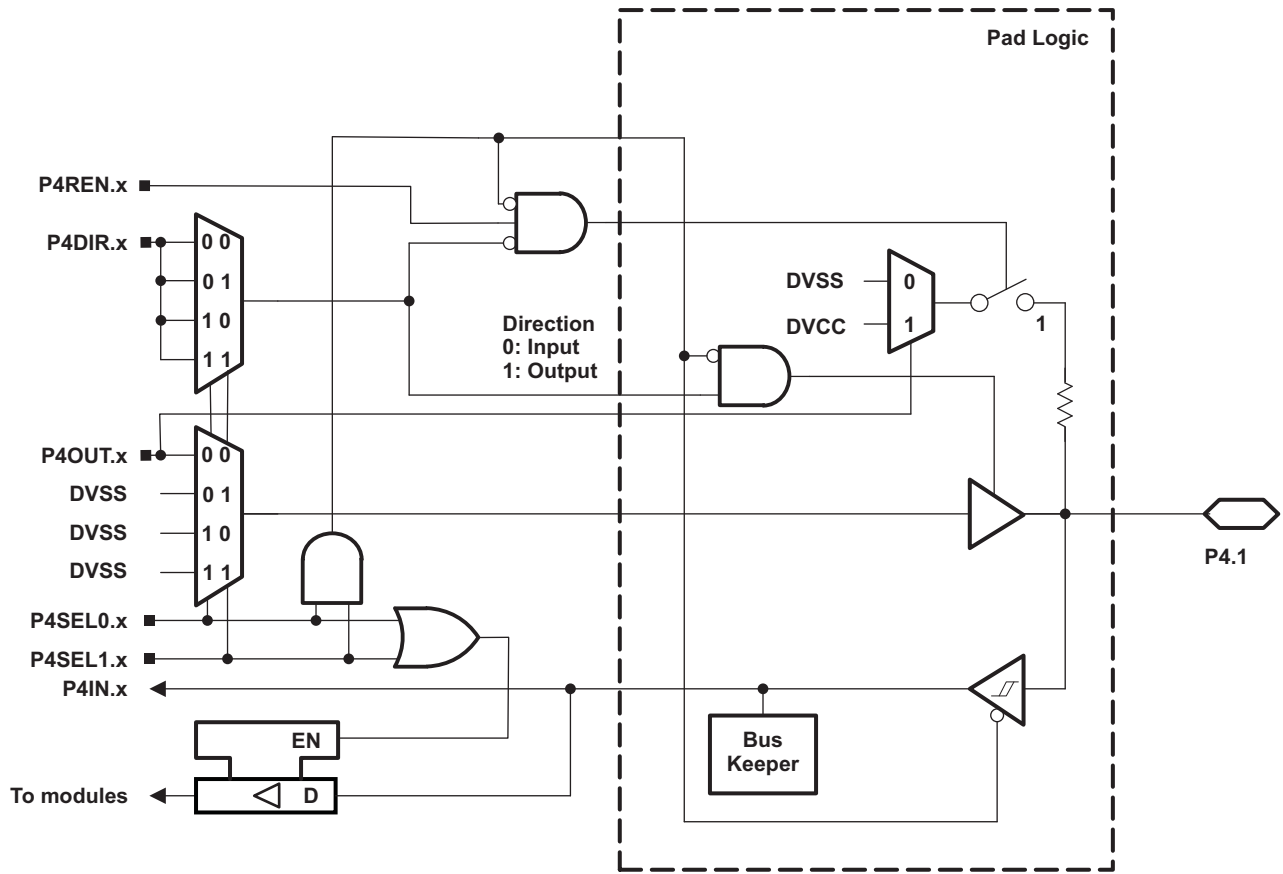 Pad Logic
P4REN.x
P4DIR.x
0 0
0 1
1 0
1 1
Direction
0: Input
1: Output
DVSS
0
DVCC
1
1
P4OUT.x
0 0
DVSS
0 1
DVSS
1 0
DVSS
1 1
P4.1
P4SEL0.x
P4SEL1.x
P4IN.x
EN
Bus
Keeper
To modules
D